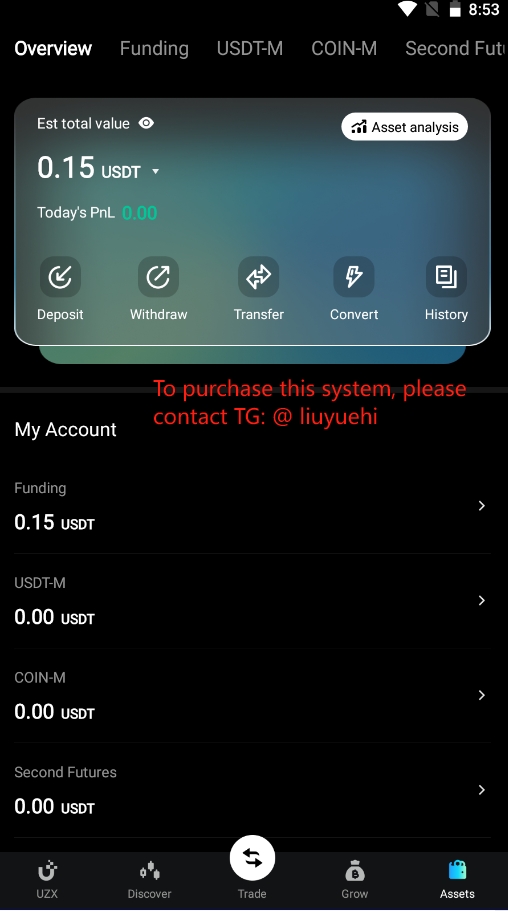 8:53
Overview Funding USDT-M COIN-M Second Fut
Est total value Asset analysis
0.15 USDT
Today's PnL 0.00
Deposit Withdraw Transfer Convert History
To purchase this system, please
contact TG: @ liuyuehi
My Account
Funding
0.15 USDT
USDT-M
0.00 USDT
COIN-M
0.00 USDT
Second Futures
0.00 USDT
UZX Discover Trade Grow Assets